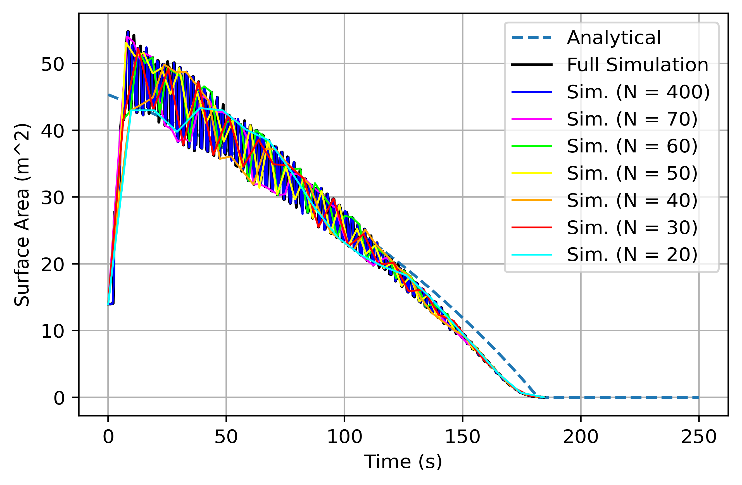 Analytical
Full Simulation
Sim. (N = 400)
Sim. (N = 70)
Sim. (N = 60)
Sim. (N = 50)
Sim. (N = 40)
Sim. (N = 30)
Sim. (N = 20)
50
40
30
20
10
0
Surface Area (m^2)
0 50 100 150 200 250
Time (s)